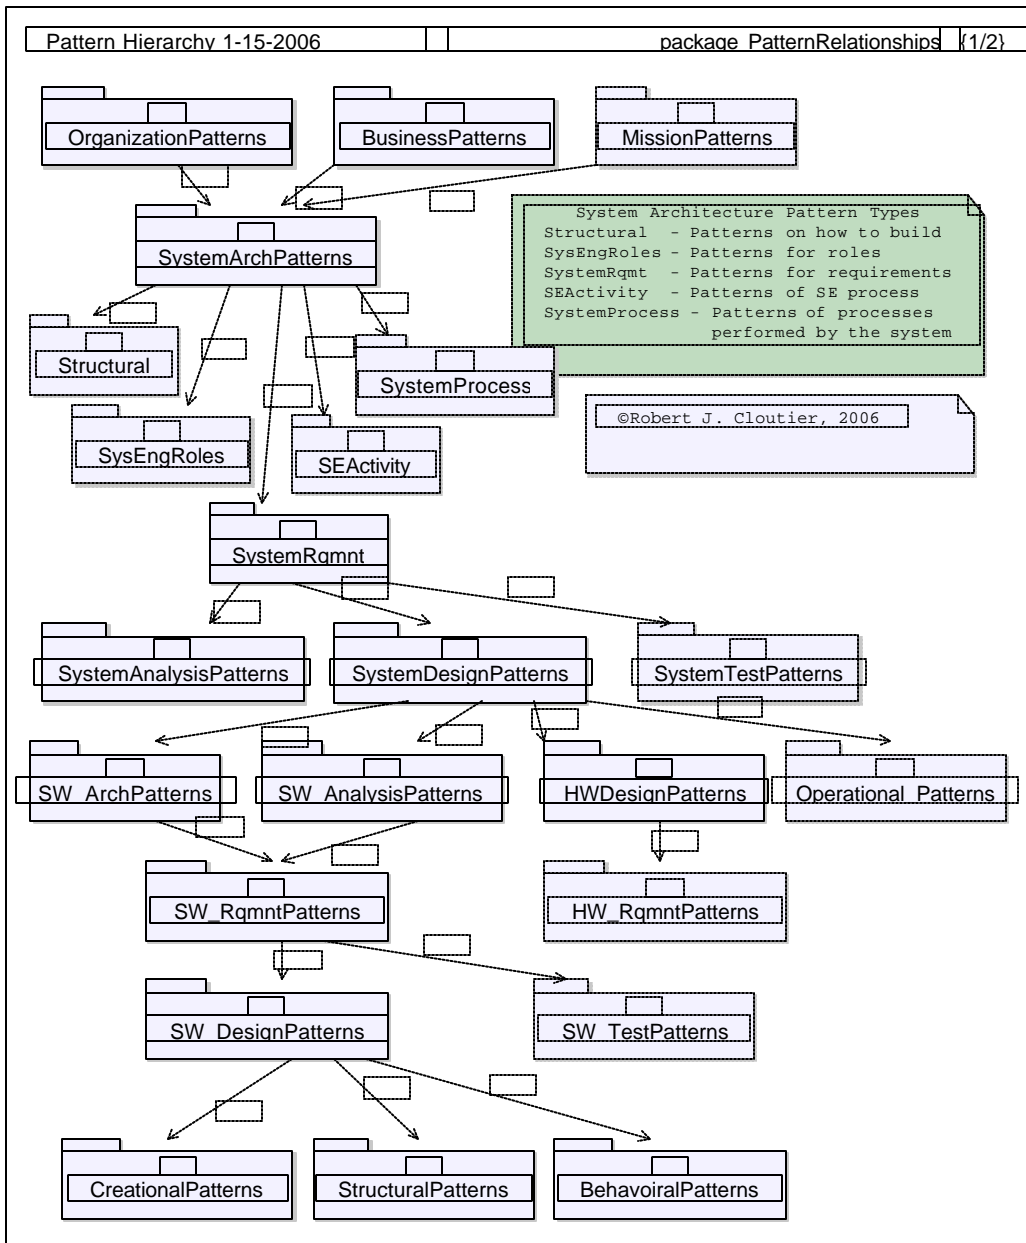 Pattern Hierarchy 1-15-2006 package PatternRelationships {1/2}
OrganizationPatterns BusinessPatterns MissionPatterns
System Architecture Pattern Types
Structural - Patterns on how to build
SysEngRoles - Patterns for roles
SystemRqmt - Patterns for requirements
SEActivity - Patterns of SE process
SystemProcess - Patterns of processes
performed by the system
SystemArchPatterns
Structural
SystemProcess
©Robert J. Cloutier, 2006
SysEngRoles
SEActivity
SystemRqmnt
SystemAnalysisPatterns SystemDesignPatterns SystemTestPatterns
SW_ArchPatterns SW_AnalysisPatterns HWDesignPatterns Operational_Patterns
SW_RqmntPatterns HW_RqmntPatterns
SW_DesignPatterns SW_TestPatterns
CreationalPatterns StructuralPatterns BehavoiralPatterns